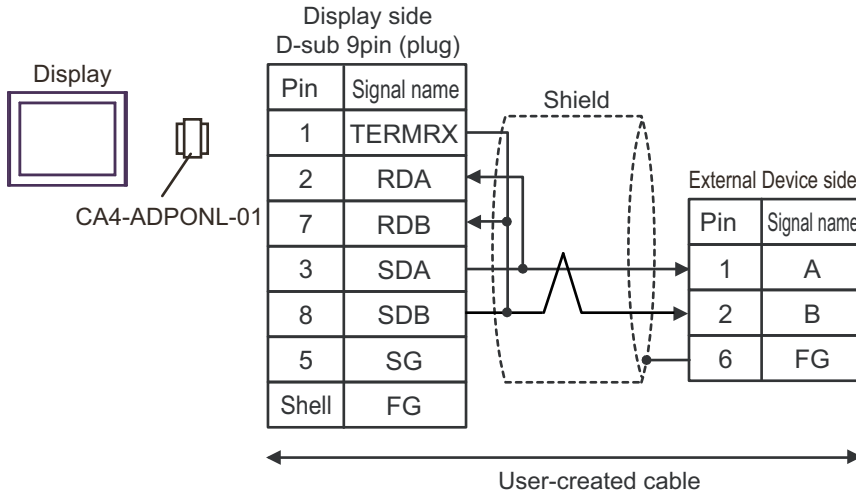 Display side
D-sub 9pin (plug)
Display
CA4-ADPONL-01
Pin Signal name
1 TERMRX
2 RDA
7 RDB
3 SDA
8 SDB
5 SG
Shell FG
Shield
External Device side
Pin Signal name
1 A
2 B
6 FG
User-created cable